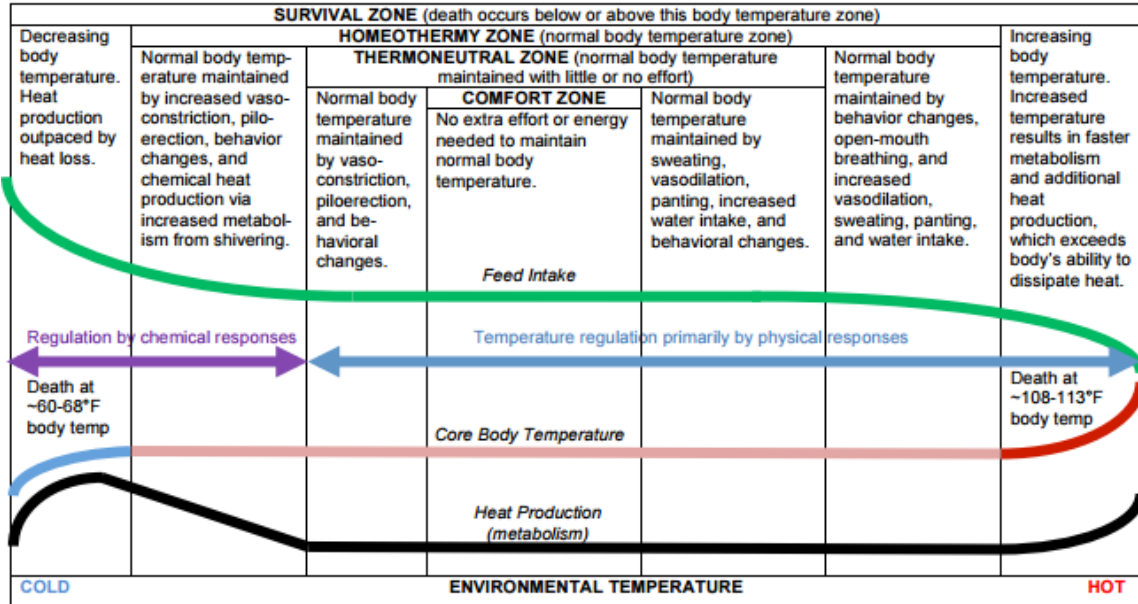 SURVIVAL ZONE (death occurs below or above this body temperature zone)
HOMEOTHERMY ZONE (normal body temperature zone)
THERMONEUTRAL ZONE (normal body temperature
maintained with little or no effort)
COMFORT ZONE
Decreasing
body
temperature.
Heat
production
outpaced by
heat loss.
Normal body temp-
erature maintained
by increased vaso-
constriction, pilo-
erection, behavior
changes, and
chemical heat
production via
increased metabol-
ism from shivering.
Normal body
temperature
maintained
by vaso-
constriction,
piloerection,
and be-
havioral
changes.
No extra effort or energy
needed to maintain
normal body
temperature.
Normal body
temperature
maintained by
sweating,
vasodilation,
panting, increased
water intake, and
behavioral changes.
Normal body
temperature
maintained by
behavior changes,
open-mouth
breathing, and
increased
vasodilation,
sweating, panting,
and water intake.
Increasing
body
temperature.
Increased
temperature
results in faster
metabolism
and additional
heat
production,
which exceeds
body's ability to
dissipate heat.
Feed Intake
Regulation by chemical responses
Temperature regulation primarily by physical responses
Death at
~60-68°F
body temp
Death at
~108-113°F
body temp
Core Body Temperature
Heat Production
(metabolism)
COLD
ENVIRONMENTAL TEMPERATURE
HOT